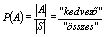 P(A) = |A| / |S| = "kedvező" / "összes"